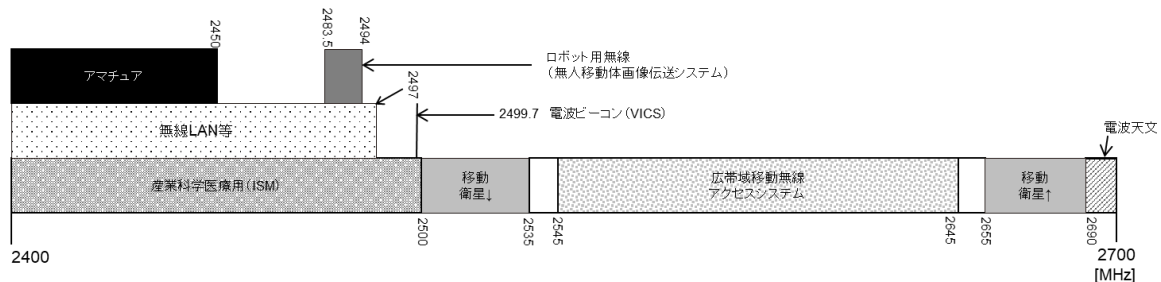 2450
2483.5
2494
ロボット用無線
（無人移動体画像伝送システム）
アマチュア
2497
2499.7 電波ビーコン（VICS）
無線LAN等
電波天文
産業科学医療用（ISM）
移動
衛星↓
広帯域移動無線
アクセスシステム
移動
衛星↑
2400
2500
2535
2545
2645
2655
2690
2700
[MHz]